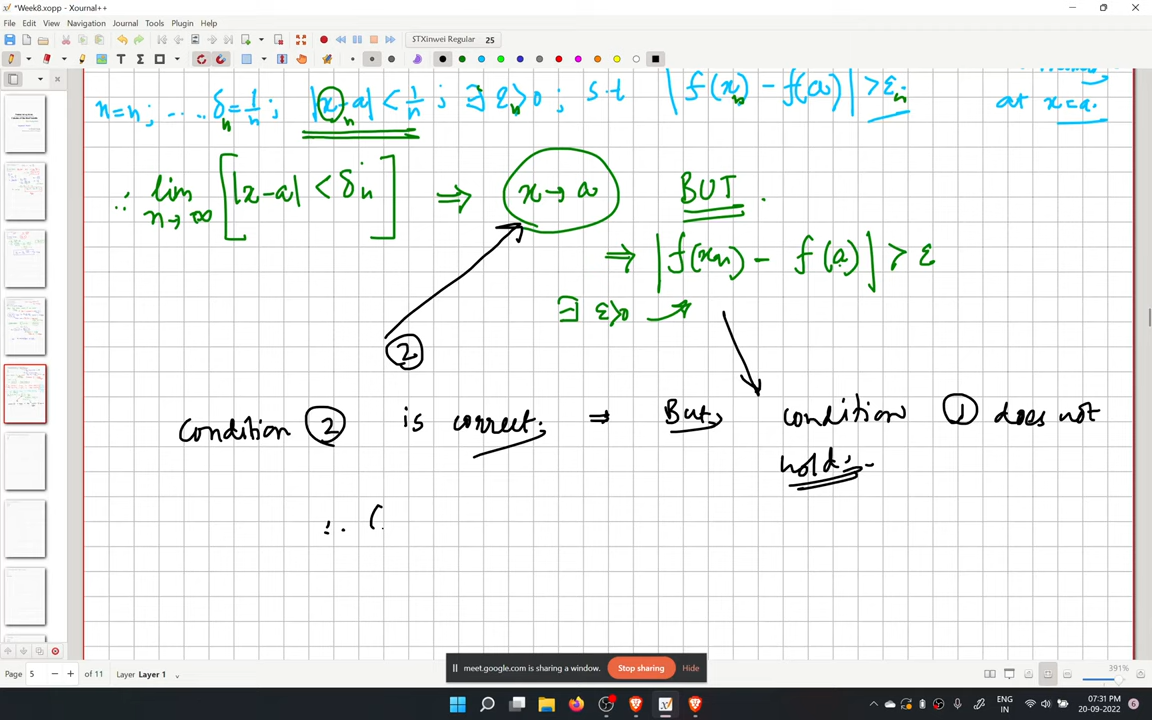 *Week8.xopp - Xournal++
File Edit View Navigation Journal Tools Plugin Help
STXinwei Regular 25
n=n; .... δn = 1/n ; |xn - a| < 1/n ; ∃ εn > 0 ; s.t |f(xn) - f(a)| > εn
at x=a.
∴ lim n→∞ [|x-a| < δn] ⇒ x→a BUT.
⇒ |f(xn) - f(a)| > ε
∃ ε>0
②
Condition ② is correct; ⇒ But, condition ① does not
hold;
∴ (
meet.google.com is sharing a window. Stop sharing Hide
Page 5 of 11 Layer Layer 1
391%
ENG
IN
07:31 PM
20-09-2022
6